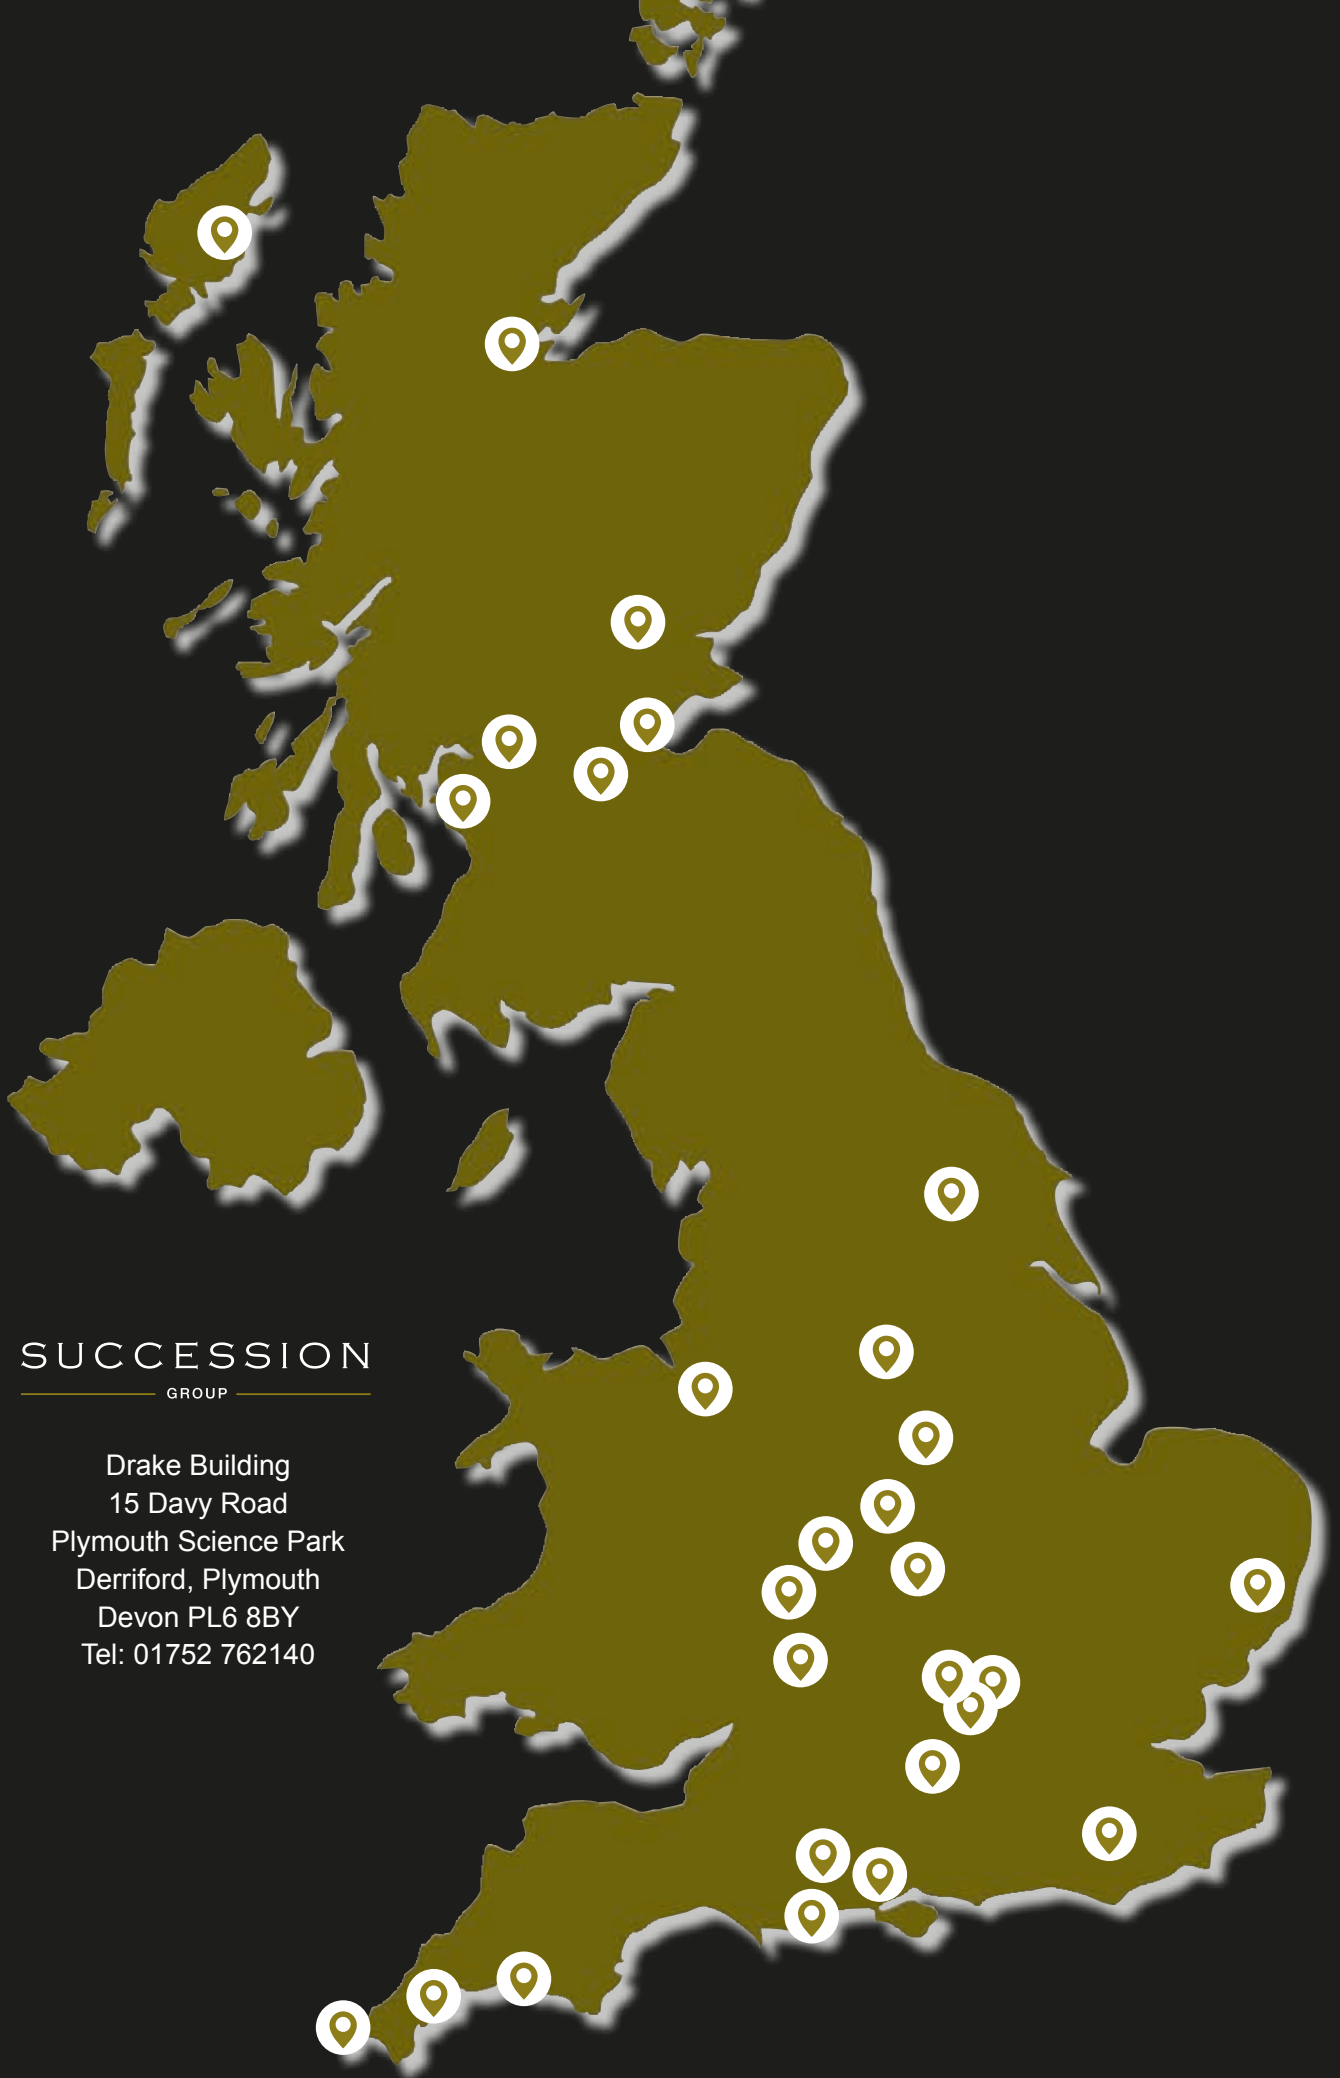 SUCCESSION
GROUP
Drake Building
15 Davy Road
Plymouth Science Park
Derriford, Plymouth
Devon PL6 8BY
Tel: 01752 762140